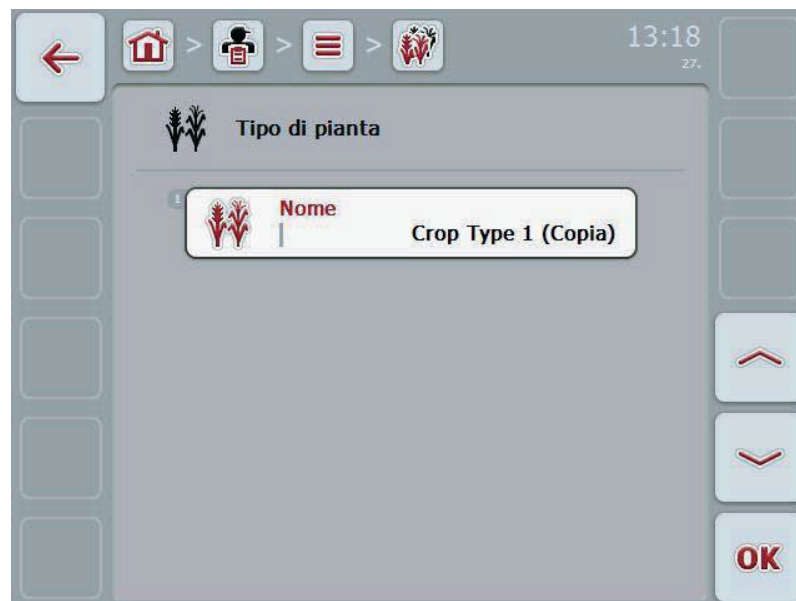 > > >
13:18
27.
Tipo di pianta
1
Nome
Crop Type 1 (Copia)
OK